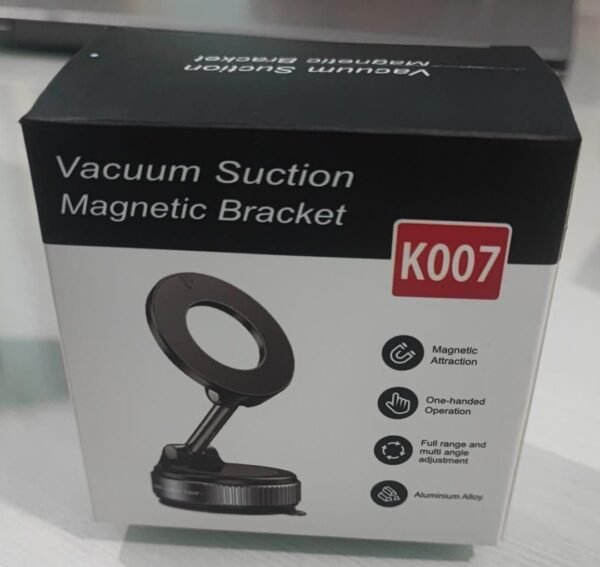 Vacuum Suction
Magnetic Bracket
Vacuum Suction
Magnetic Bracket
K007
Magnetic
Attraction
One-handed
Operation
Full range and
multi angle
adjustment
Aluminium Alloy